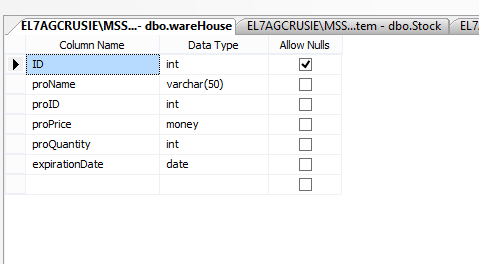 EL7AGCRUSIE\MSS...- dbo.wareHouse EL7AGCRUSIE\MSS...tem - dbo.Stock EL7
Column Name Data Type Allow Nulls
ID int
proName varchar(50)
proID int
proPrice money
proQuantity int
expirationDate date